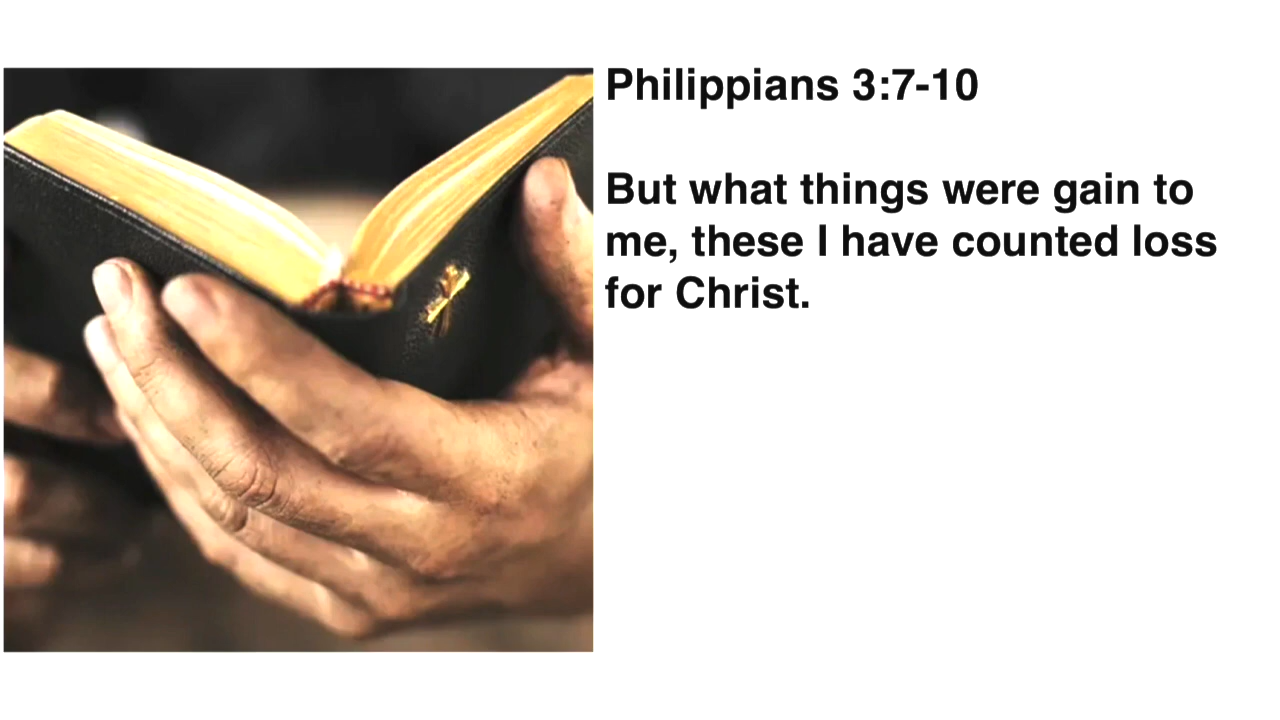 Philippians 3:7-10
But what things were gain to
me, these I have counted loss
for Christ.